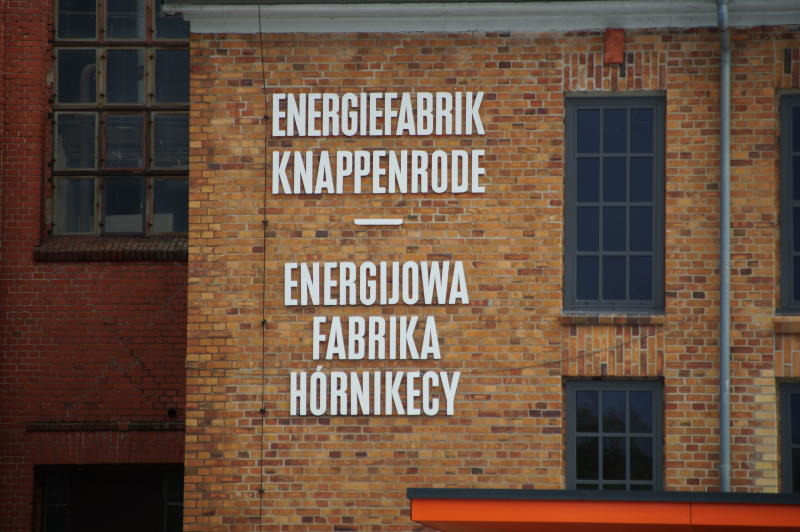 ENERGIEFABRIK
KNAPPENRODE
—
ENERGIJOWA
FABRIKA
HÓRNIKECY